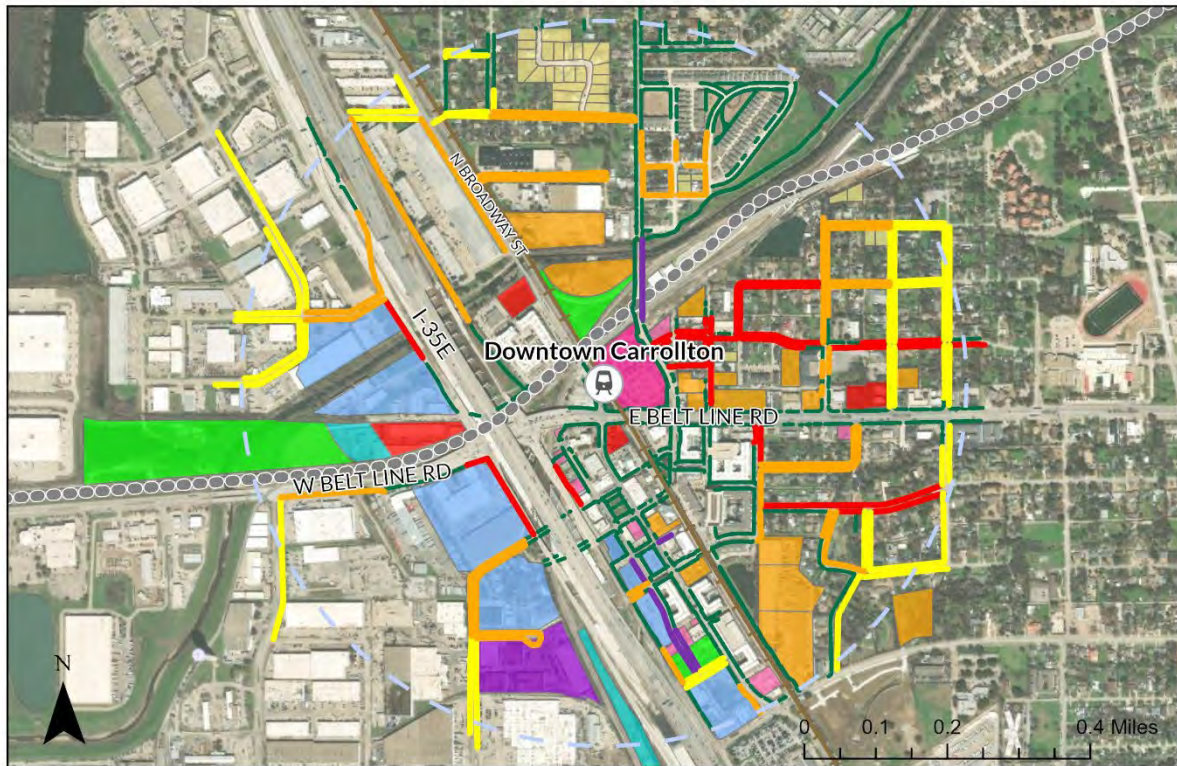 N BROADWAY ST
I-35E
Downtown Carrollton
E BELT LINE RD
W BELT LINE RD
N
0 0.1 0.2 0.4 Miles